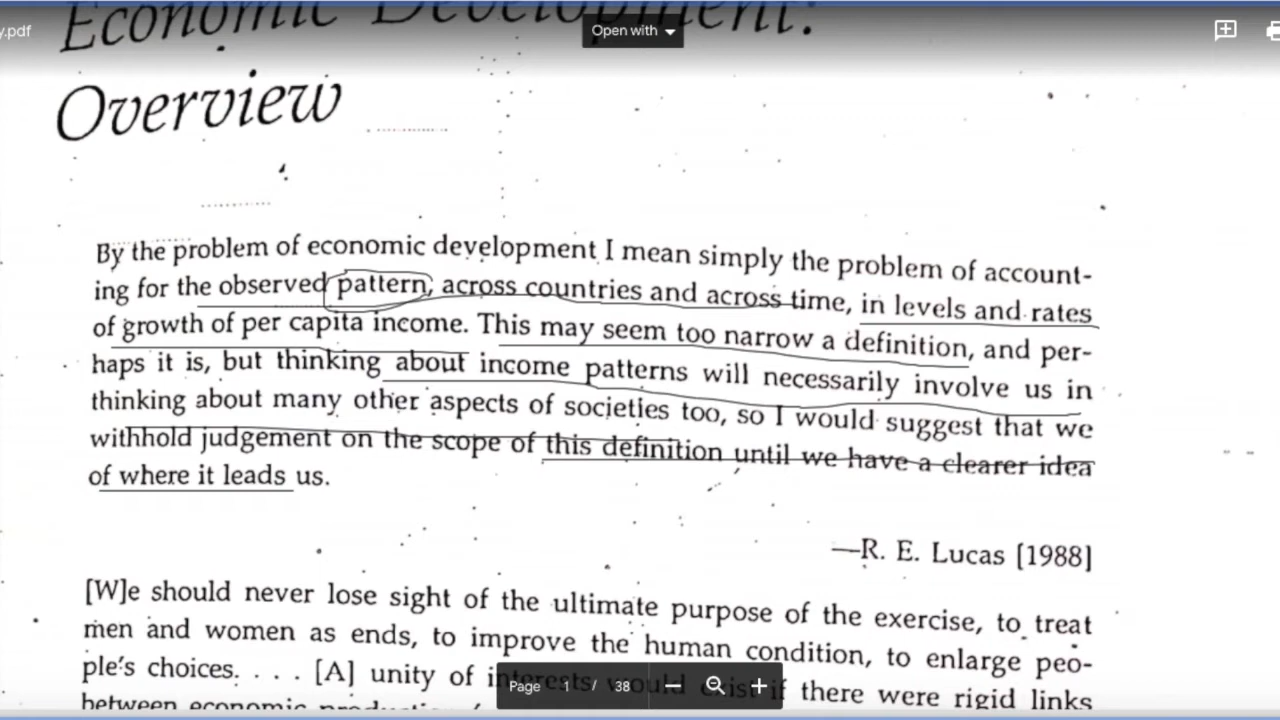 Economic Development:
y.pdf
Open with
Overview
By the problem of economic development I mean simply the problem of account-
ing for the observed pattern, across countries and across time, in levels and rates
of growth of per capita income. This may seem too narrow a definition, and per-
haps it is, but thinking about income patterns will necessarily involve us in
thinking about many other aspects of societies too, so I would suggest that we
withhold judgement on the scope of this definition until we have a clearer idea
of where it leads us.
—R. E. Lucas [1988]
[W]e should never lose sight of the ultimate purpose of the exercise, to treat
men and women as ends, to improve the human condition, to enlarge peo-
ple's choices. . . . [A] unity of interests would exist if there were rigid links
Page 1 / 38
between economic